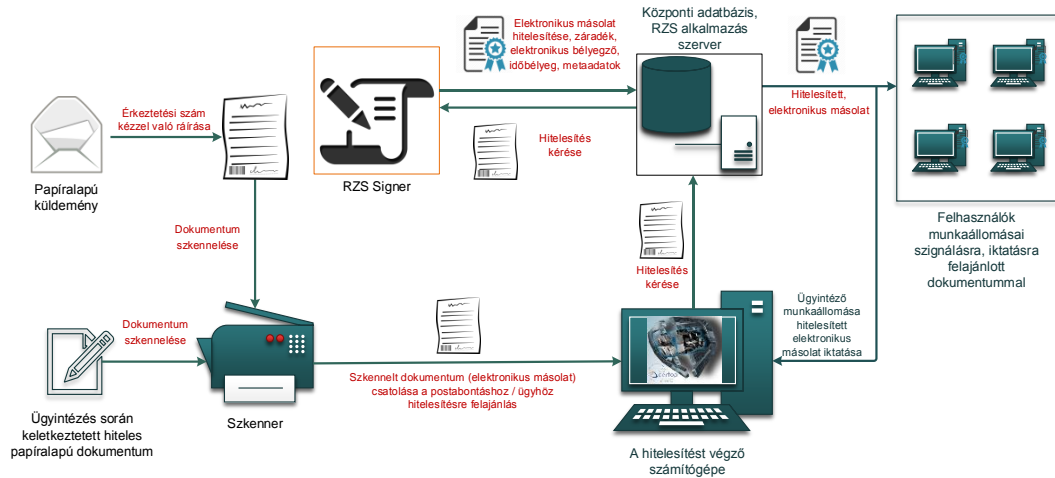 Elektronikus másolat
hitelesítése, záradék,
elektronikus bélyegző,
időbélyeg, metaadatok
Központi adatbázis,
RZS alkalmazás
szerver
Érkeztetési szám
kézzel való ráírása
Papíralapú
küldemény
RZS Signer
Hitelesítés
kérése
Hitelesített,
elektronikus másolat
Felhasználók
munkaállomásai
szignálásra, iktatásra
felajánlott
dokumentummal
Dokumentum
szkennelése
Hitelesítés
kérése
Ügyintéző
munkaállomása
hitelesített
elektronikus
másolat iktatása
Dokumentum
szkennelése
Szkennelt dokumentum (elektronikus másolat)
csatolása a postabontáshoz / ügyhöz
hitelesítésre felajánlás
Ügyintézés során
keletkeztetett hiteles
papíralapú dokumentum
Szkenner
A hitelesítést végző
számítógépe